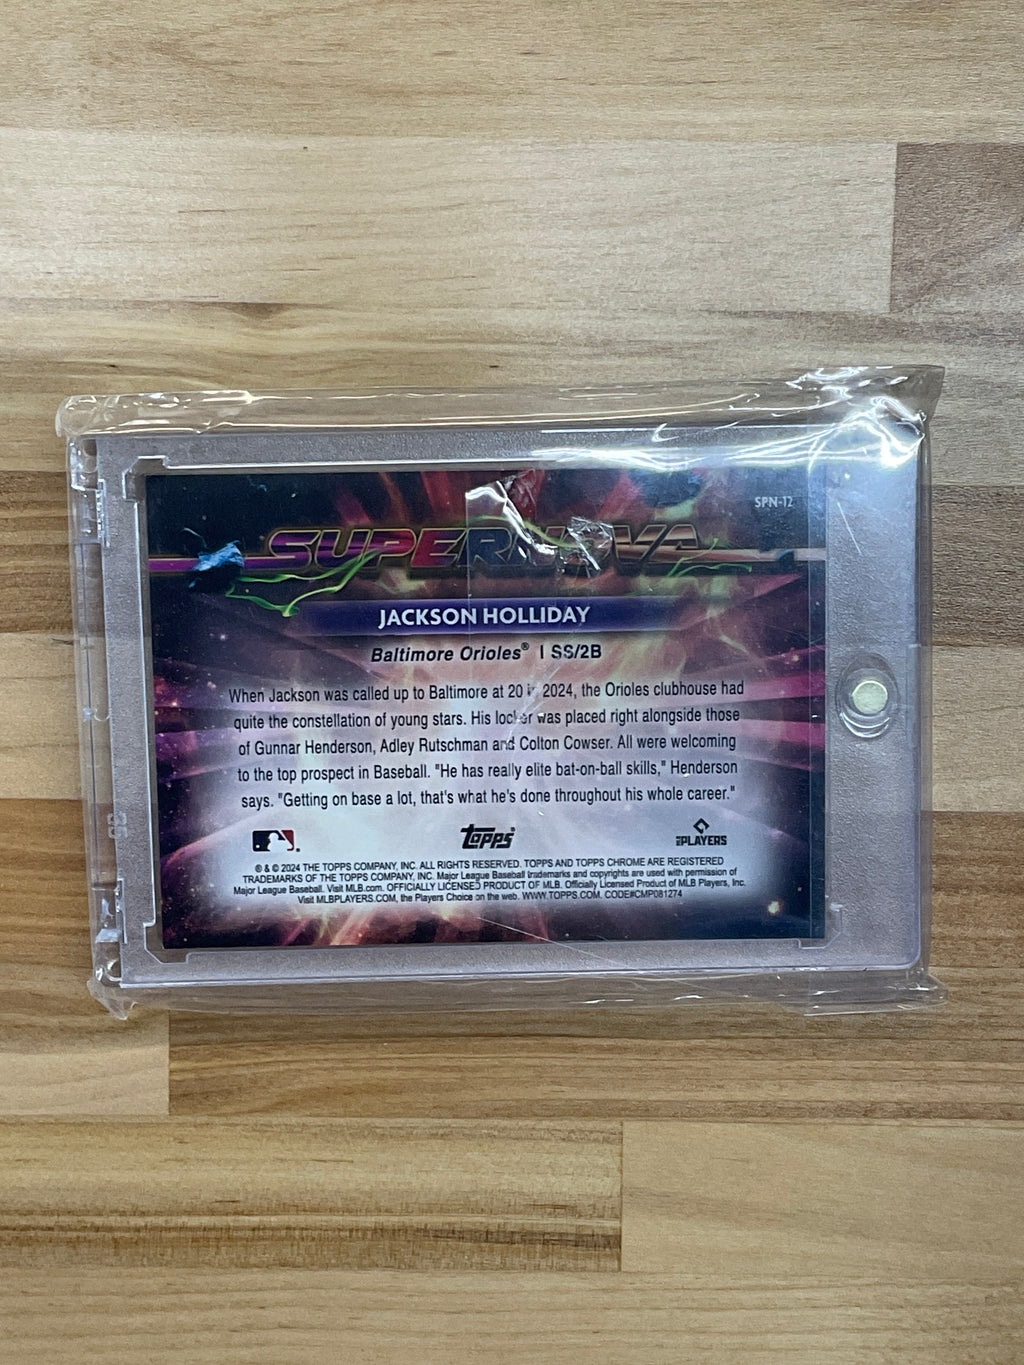 SPN-12
SUPERNOVA
JACKSON HOLLIDAY
Baltimore Orioles® | SS/2B
When Jackson was called up to Baltimore at 20 in 2024, the Orioles clubhouse had
quite the constellation of young stars. His locker was placed right alongside those
of Gunnar Henderson, Adley Rutschman and Colton Cowser. All were welcoming
to the top prospect in Baseball. "He has really elite bat-on-ball skills," Henderson
says. "Getting on base a lot, that's what he's done throughout his whole career."
Topps®
MLB PLAYERS
® & © 2024 THE TOPPS COMPANY, INC. ALL RIGHTS RESERVED. TOPPS AND TOPPS CHROME ARE REGISTERED
TRADEMARKS OF THE TOPPS COMPANY, INC. Major League Baseball trademarks and copyrights are used with permission of
Major League Baseball. Visit MLB.com. OFFICIALLY LICENSED PRODUCT OF MLB. Officially Licensed Product of MLB Players, Inc.
Visit MLBPLAYERS.COM, the Players Choice on the web. WWW.TOPPS.COM. CODE#CMP081274